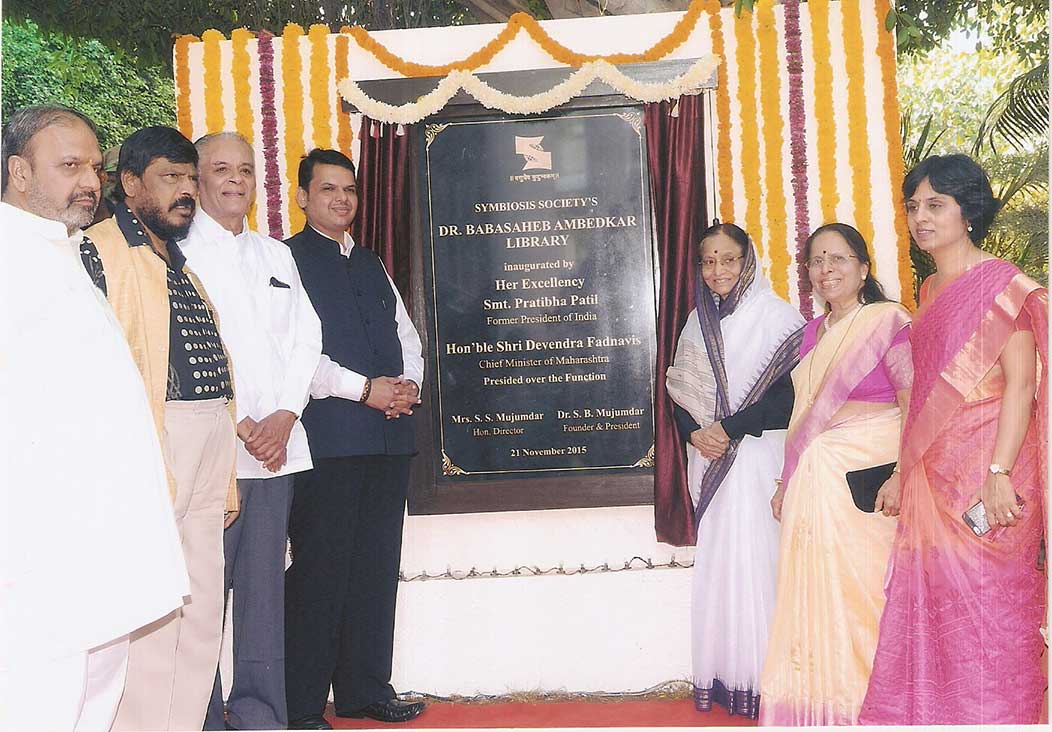 ॥ वसुधैव कुटुम्बकम् ॥
SYMBIOSIS SOCIETY'S
DR. BABASAHEB AMBEDKAR
LIBRARY
inaugurated by
Her Excellency
Smt. Pratibha Patil
Former President of India
Hon'ble Shri Devendra Fadnavis
Chief Minister of Maharashtra
Presided over the Function
Mrs. S. S. Mujumdar Dr. S. B. Mujumdar
Hon. Director Founder & President
21 November 2015